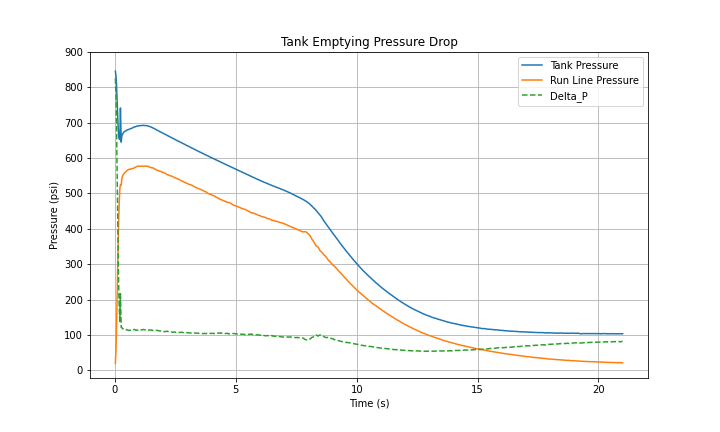 Tank Emptying Pressure Drop
900
800
700
600
500
400
300
200
100
0
Pressure (psi)
Tank Pressure
Run Line Pressure
Delta_P
0
5
10
15
20
Time (s)